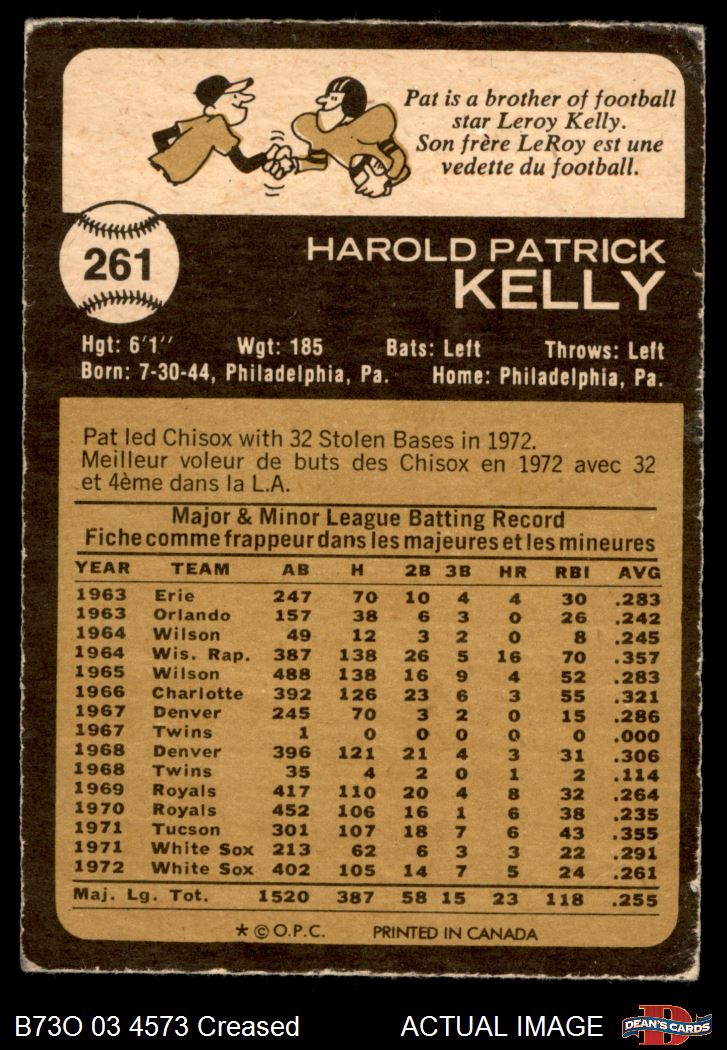 Pat is a brother of football
star Leroy Kelly.
Son frère LeRoy est une
vedette du football.
261
HAROLD PATRICK
KELLY
Hgt: 6'1" Wgt: 185 Bats: Left Throws: Left
Born: 7-30-44, Philadelphia, Pa. Home: Philadelphia, Pa.
Pat led Chisox with 32 Stolen Bases in 1972.
Meilleur voleur de buts des Chisox en 1972 avec 32
et 4ème dans la L.A.
Major & Minor League Batting Record
Fiche comme frappeur dans les majeures et les mineures
YEAR TEAM AB H 2B 3B HR RBI AVG
1963 Erie 247 70 10 4 4 30 .283
1963 Orlando 157 38 6 3 0 26 .242
1964 Wilson 49 12 3 2 0 8 .245
1964 Wis. Rap. 387 138 26 5 16 70 .357
1965 Wilson 488 138 16 9 4 52 .283
1966 Charlotte 392 126 23 6 3 55 .321
1967 Denver 245 70 3 2 0 15 .286
1967 Twins 1 0 0 0 0 0 .000
1968 Denver 396 121 21 4 3 31 .306
1968 Twins 35 4 2 0 1 2 .114
1969 Royals 417 110 20 4 8 32 .264
1970 Royals 452 106 16 1 6 38 .235
1971 Tucson 301 107 18 7 6 43 .355
1971 White Sox 213 62 6 3 3 22 .291
1972 White Sox 402 105 14 7 5 24 .261
Maj. Lg. Tot. 1520 387 58 15 23 118 .255
* © O.P.C. PRINTED IN CANADA
B73O 03 4573 Creased ACTUAL IMAGE
D
DEAN'S CARDS